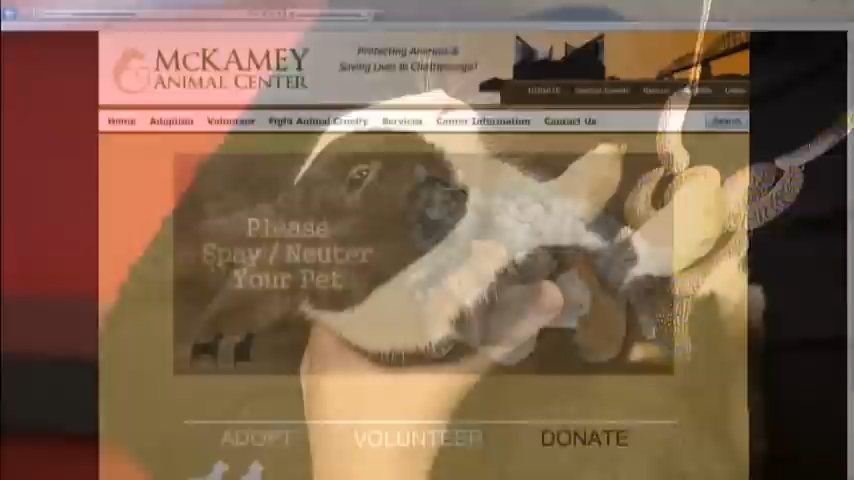 McKAMEY
ANIMAL CENTER
Protecting Animals &
Saving Lives in Chattanooga!
Home Adoption Volunteer Fight Animal Cruelty Services Center Information Contact Us Search
Please
Spay / Neuter
Your Pet
ADOPT VOLUNTEER DONATE